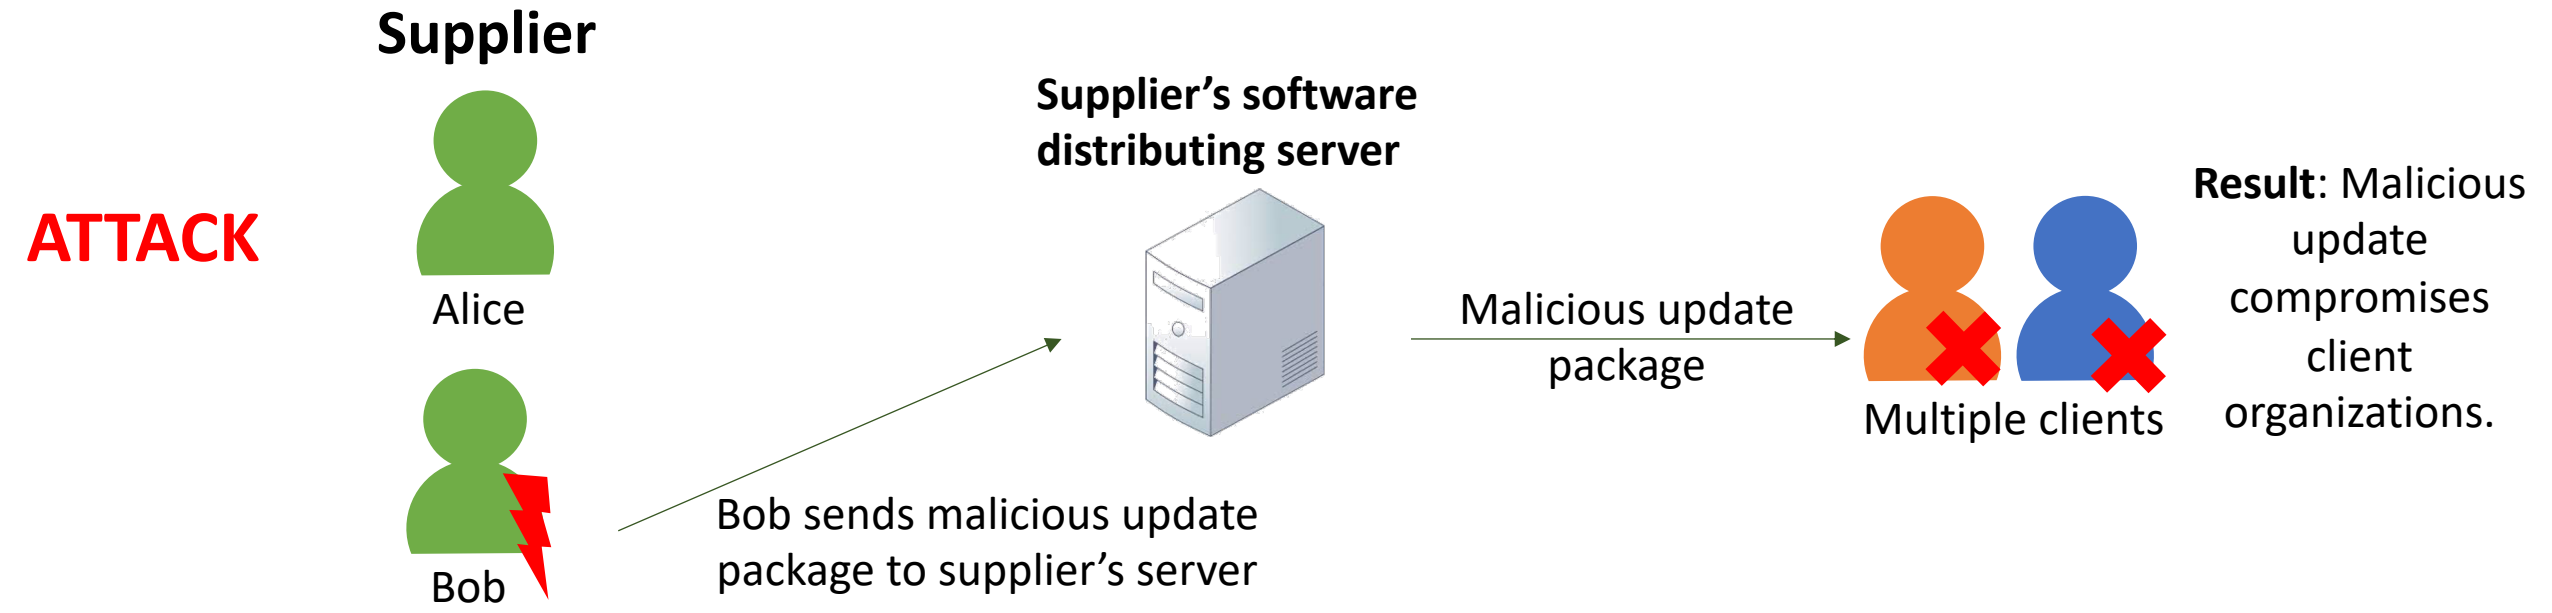 Supplier
ATTACK
Alice
Bob
Bob sends malicious update
package to supplier’s server
Supplier’s software
distributing server
Malicious update
package
Multiple clients
Result: Malicious
update
compromises
client
organizations.